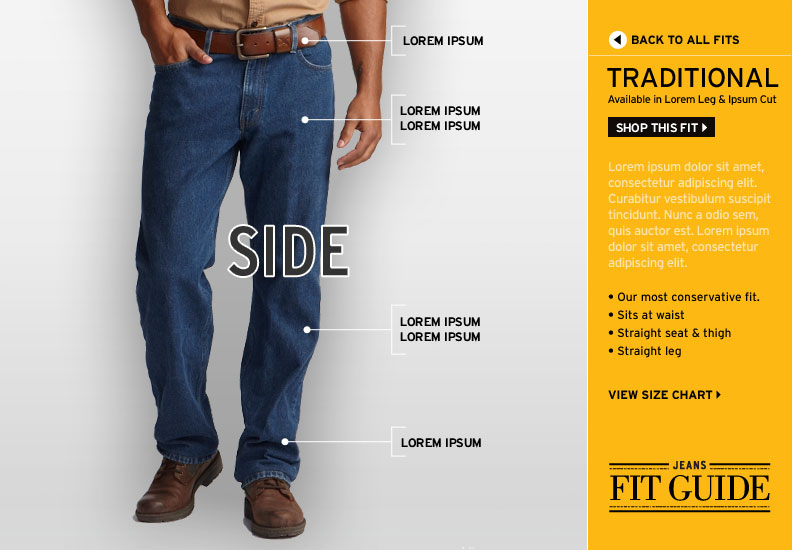 LOREM IPSUM
LOREM IPSUM
LOREM IPSUM
SIDE
LOREM IPSUM
LOREM IPSUM
LOREM IPSUM
BACK TO ALL FITS
TRADITIONAL
Available in Lorem Leg & Ipsum Cut
SHOP THIS FIT
Lorem ipsum dolor sit amet,
consectetur adipiscing elit.
Curabitur vestibulum suscipit
tincidunt. Nunc a odio sem,
quis auctor est. Lorem ipsum
dolor sit amet, consectetur
adipiscing elit.
• Our most conservative fit.
• Sits at waist
• Straight seat & thigh
• Straight leg
VIEW SIZE CHART
JEANS
FIT GUIDE